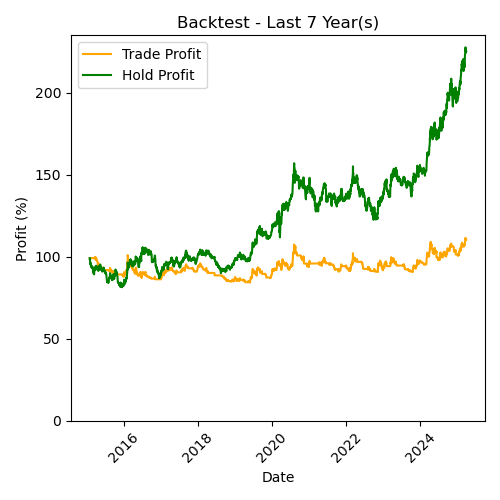 Backtest - Last 7 Year(s)
Trade Profit
Hold Profit
Profit (%)
200
150
100
50
0
2016
2018
2020
2022
2024
Date